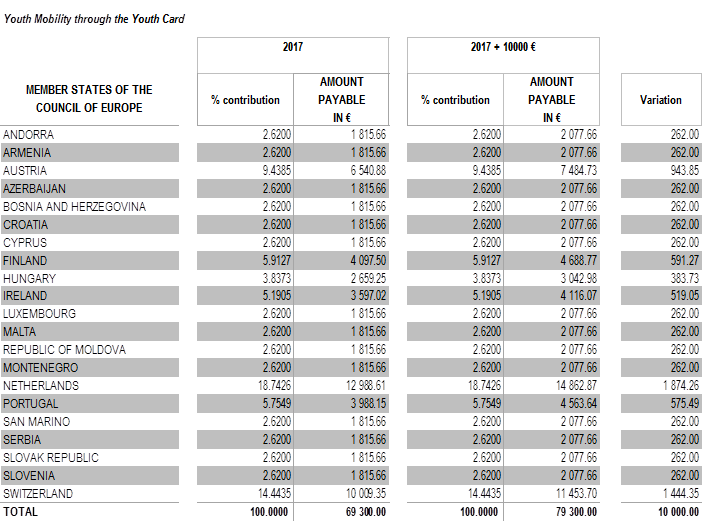 Youth Mobility through the Youth Card
2017 2017 + 10000 €
MEMBER STATES OF THE COUNCIL OF EUROPE % contribution AMOUNT PAYABLE IN € % contribution AMOUNT PAYABLE IN € Variation
ANDORRA 2.6200 1 815.66 2.6200 2 077.66 262.00
ARMENIA 2.6200 1 815.66 2.6200 2 077.66 262.00
AUSTRIA 9.4385 6 540.88 9.4385 7 484.73 943.85
AZERBAIJAN 2.6200 1 815.66 2.6200 2 077.66 262.00
BOSNIA AND HERZEGOVINA 2.6200 1 815.66 2.6200 2 077.66 262.00
CROATIA 2.6200 1 815.66 2.6200 2 077.66 262.00
CYPRUS 2.6200 1 815.66 2.6200 2 077.66 262.00
FINLAND 5.9127 4 097.50 5.9127 4 688.77 591.27
HUNGARY 3.8373 2 659.25 3.8373 3 042.98 383.73
IRELAND 5.1905 3 597.02 5.1905 4 116.07 519.05
LUXEMBOURG 2.6200 1 815.66 2.6200 2 077.66 262.00
MALTA 2.6200 1 815.66 2.6200 2 077.66 262.00
REPUBLIC OF MOLDOVA 2.6200 1 815.66 2.6200 2 077.66 262.00
MONTENEGRO 2.6200 1 815.66 2.6200 2 077.66 262.00
NETHERLANDS 18.7426 12 988.61 18.7426 14 862.87 1 874.26
PORTUGAL 5.7549 3 988.15 5.7549 4 563.64 575.49
SAN MARINO 2.6200 1 815.66 2.6200 2 077.66 262.00
SERBIA 2.6200 1 815.66 2.6200 2 077.66 262.00
SLOVAK REPUBLIC 2.6200 1 815.66 2.6200 2 077.66 262.00
SLOVENIA 2.6200 1 815.66 2.6200 2 077.66 262.00
SWITZERLAND 14.4435 10 009.35 14.4435 11 453.70 1 444.35
TOTAL 100.0000 69 300.00 100.0000 79 300.00 10 000.00